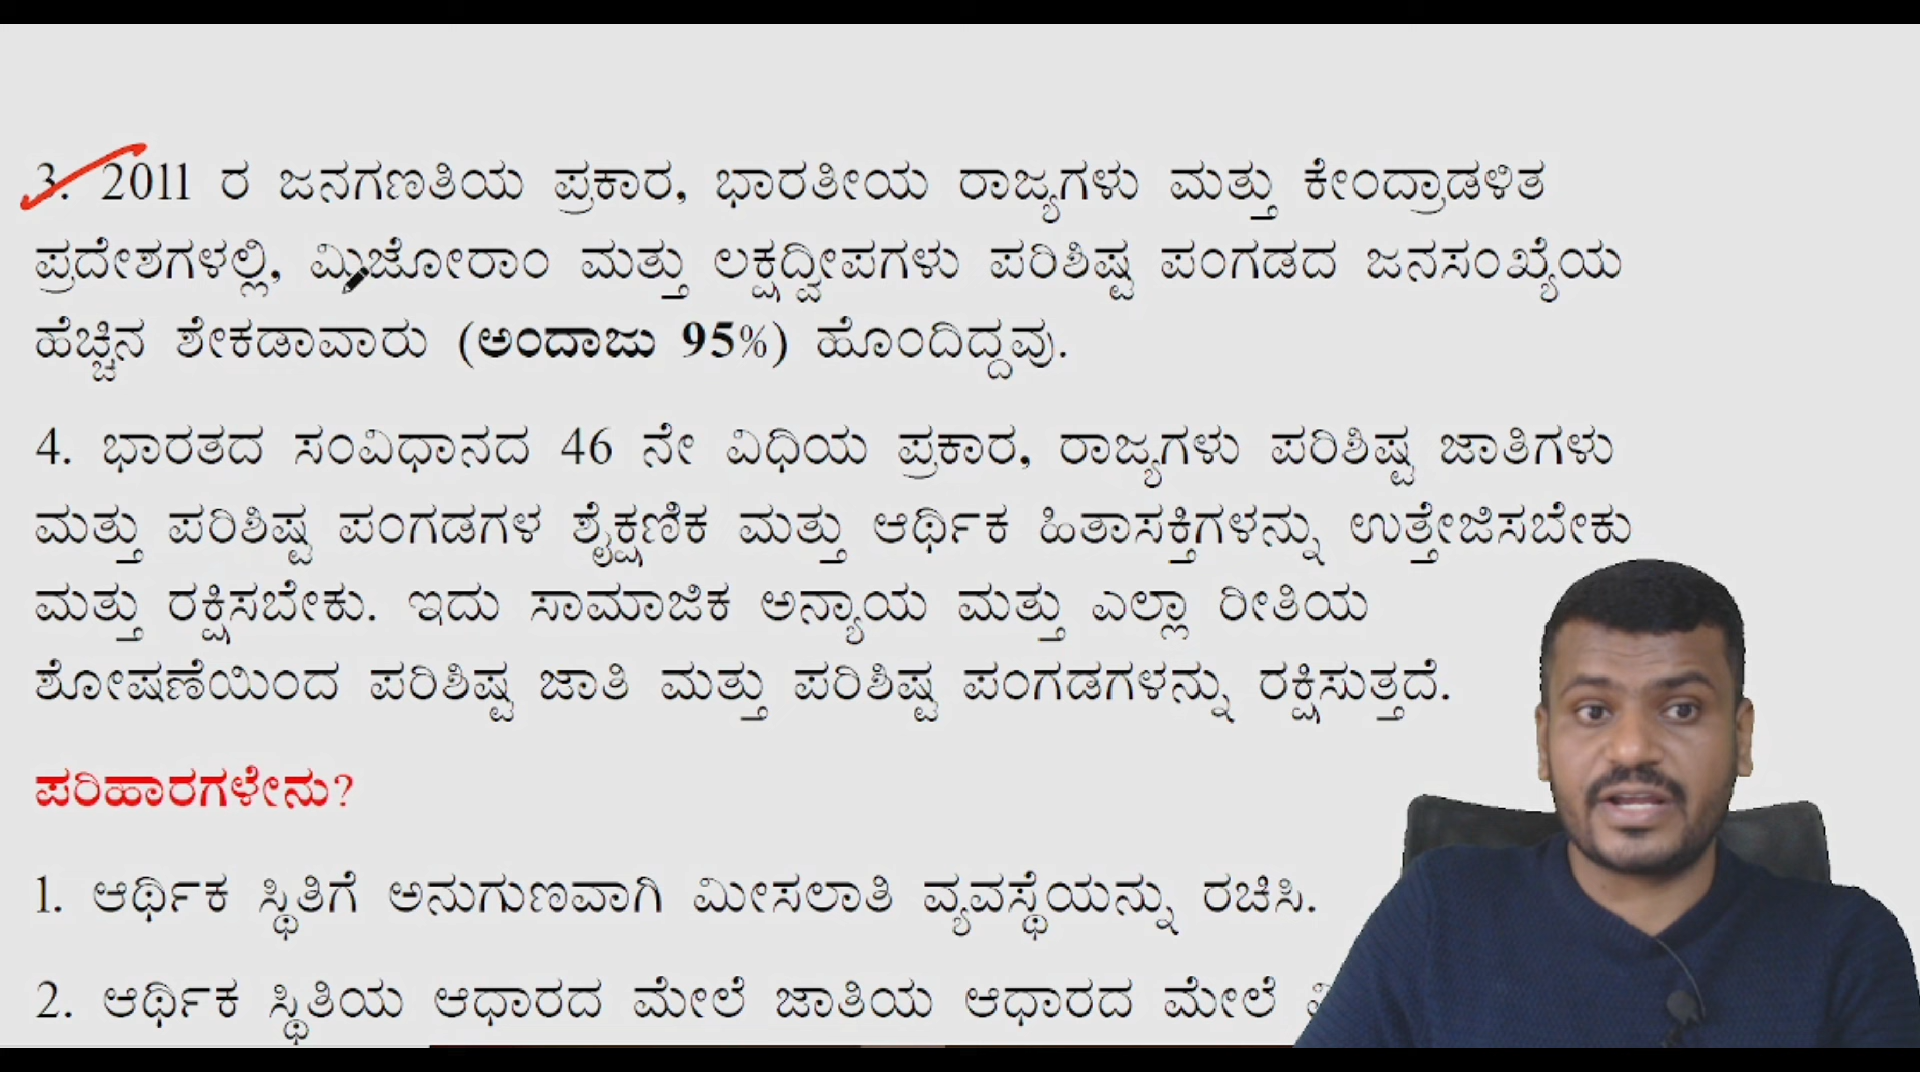 3. 2011 ರ ಜನಗಣತಿಯ ಪ್ರಕಾರ, ಭಾರತೀಯ ರಾಜ್ಯಗಳು ಮತ್ತು ಕೇಂದ್ರಾಡಳಿತ
ಪ್ರದೇಶಗಳಲ್ಲಿ, ಮಿಜೋರಾಂ ಮತ್ತು ಲಕ್ಷದ್ವೀಪಗಳು ಪರಿಶಿಷ್ಟ ಪಂಗಡದ ಜನಸಂಖ್ಯೆಯ
ಹೆಚ್ಚಿನ ಶೇಕಡಾವಾರು (ಅಂದಾಜು 95%) ಹೊಂದಿದ್ದವು.
4. ಭಾರತದ ಸಂವಿಧಾನದ 46 ನೇ ವಿಧಿಯ ಪ್ರಕಾರ, ರಾಜ್ಯಗಳು ಪರಿಶಿಷ್ಟ ಜಾತಿಗಳು
ಮತ್ತು ಪರಿಶಿಷ್ಟ ಪಂಗಡಗಳ ಶೈಕ್ಷಣಿಕ ಮತ್ತು ಆರ್ಥಿಕ ಹಿತಾಸಕ್ತಿಗಳನ್ನು ಉತ್ತೇಜಿಸಬೇಕು
ಮತ್ತು ರಕ್ಷಿಸಬೇಕು. ಇದು ಸಾಮಾಜಿಕ ಅನ್ಯಾಯ ಮತ್ತು ಎಲ್ಲಾ ರೀತಿಯ
ಶೋಷಣೆಯಿಂದ ಪರಿಶಿಷ್ಟ ಜಾತಿ ಮತ್ತು ಪರಿಶಿಷ್ಟ ಪಂಗಡಗಳನ್ನು ರಕ್ಷಿಸುತ್ತದೆ.
ಪರಿಹಾರಗಳೇನು?
1. ಆರ್ಥಿಕ ಸ್ಥಿತಿಗೆ ಅನುಗುಣವಾಗಿ ಮೀಸಲಾತಿ ವ್ಯವಸ್ಥೆಯನ್ನು ರಚಿಸಿ.
2. ಆರ್ಥಿಕ ಸ್ಥಿತಿಯ ಆಧಾರದ ಮೇಲೆ ಜಾತಿಯ ಆಧಾರದ ಮೇಲೆ